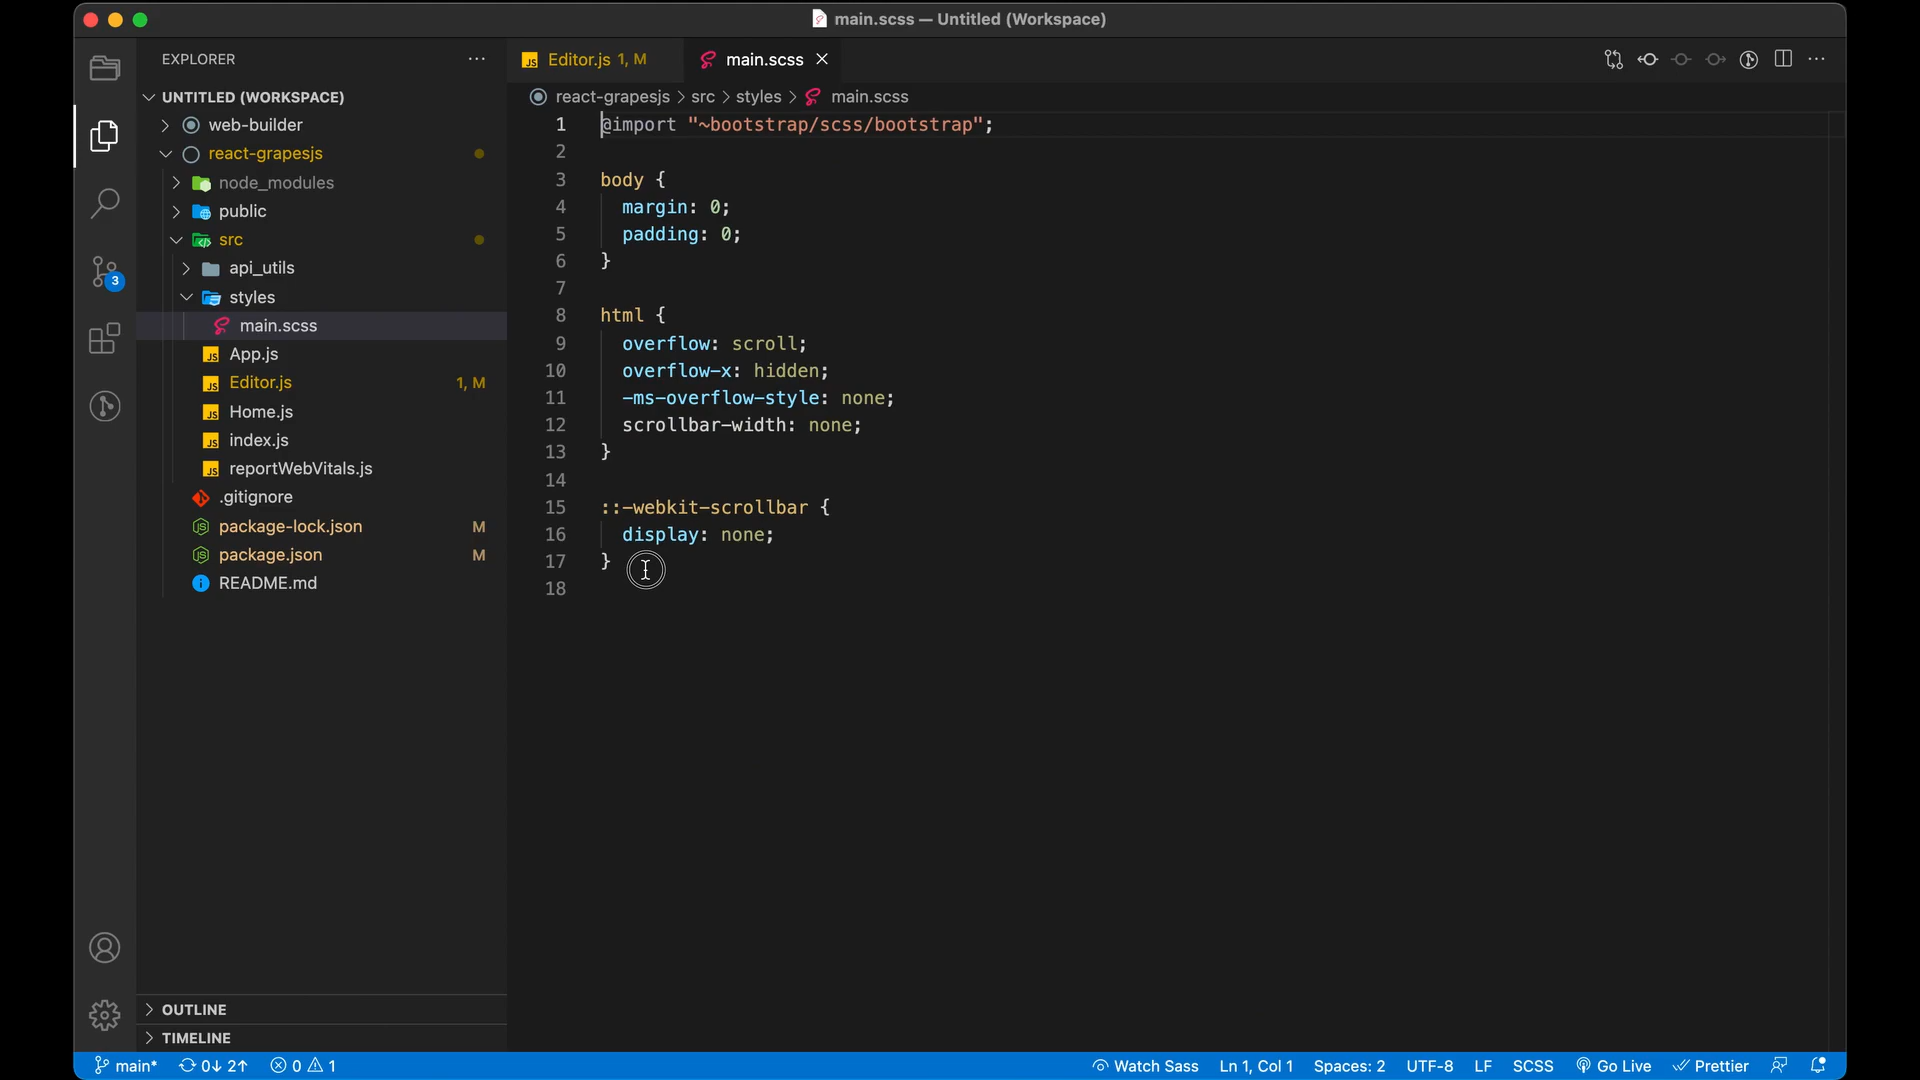 main.scss — Untitled (Workspace)
EXPLORER
UNTITLED (WORKSPACE)
web-builder
react-grapesjs
node_modules
public
src
api_utils
styles
main.scss
App.js
Editor.js 1, M
Home.js
index.js
reportWebVitals.js
.gitignore
package-lock.json M
package.json M
README.md
OUTLINE
TIMELINE
3
Editor.js 1, M
main.scss
react-grapesjs > src > styles > main.scss
1 @import "~bootstrap/scss/bootstrap";
2
3 body {
4 margin: 0;
5 padding: 0;
6 }
7
8 html {
9 overflow: scroll;
10 overflow-x: hidden;
11 -ms-overflow-style: none;
12 scrollbar-width: none;
13 }
14
15 ::-webkit-scrollbar {
16 display: none;
17 }
18
main* 0↓ 2↑ 0 1 Watch Sass Ln 1, Col 1 Spaces: 2 UTF-8 LF SCSS Go Live Prettier